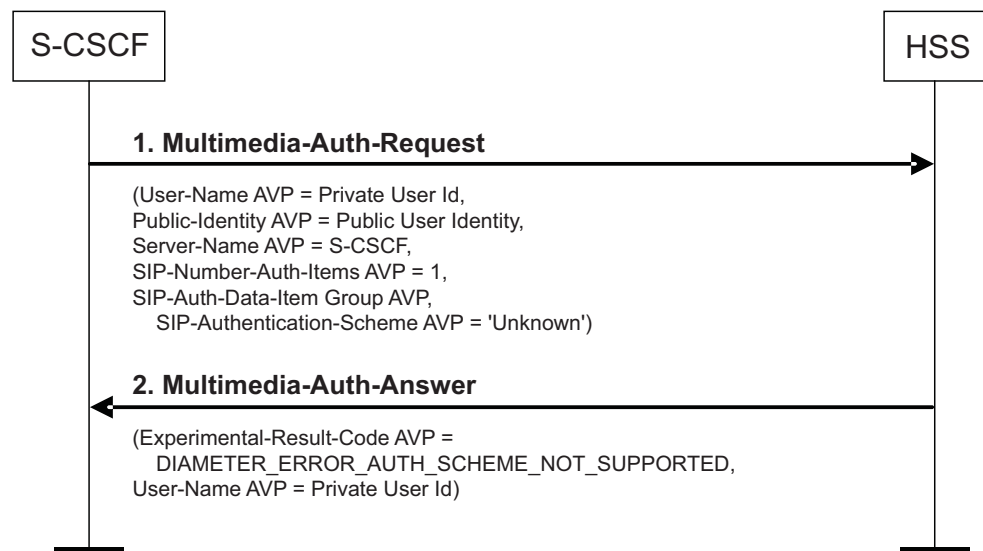 S-CSCF
HSS
1. Multimedia-Auth-Request
(User-Name AVP = Private User Id,
Public-Identity AVP = Public User Identity,
Server-Name AVP = S-CSCF,
SIP-Number-Auth-Items AVP = 1,
SIP-Auth-Data-Item Group AVP,
SIP-Authentication-Scheme AVP = 'Unknown')
2. Multimedia-Auth-Answer
(Experimental-Result-Code AVP =
DIAMETER_ERROR_AUTH_SCHEME_NOT_SUPPORTED,
User-Name AVP = Private User Id)